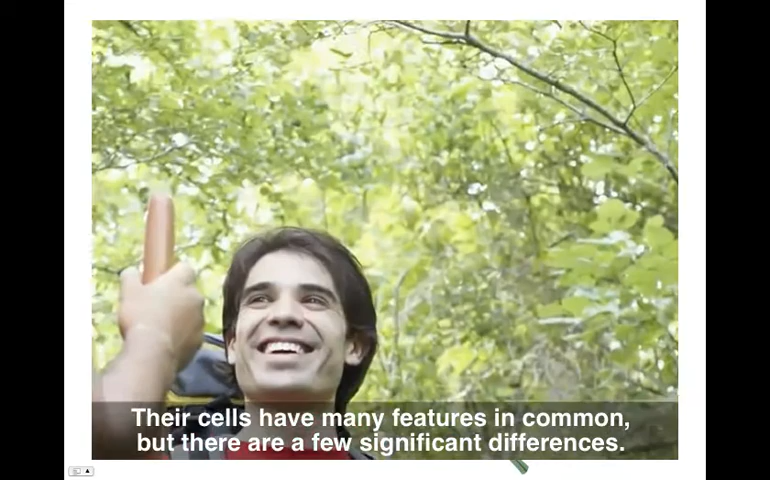 Their cells have many features in common,
but there are a few significant differences.